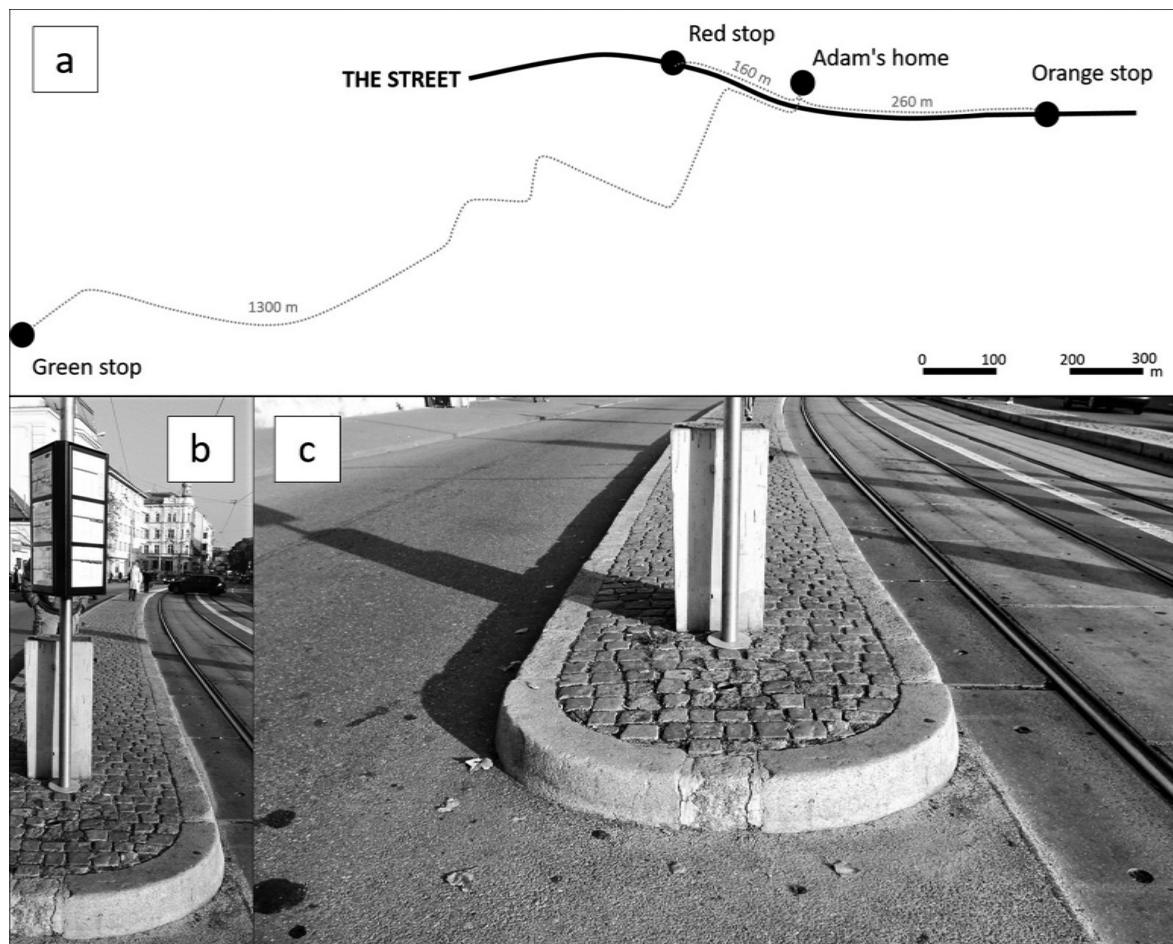 a
Red stop
THE STREET
160 m
Adam's home
260 m
Orange stop
1300 m
Green stop
0 100 200 300
m
b
c